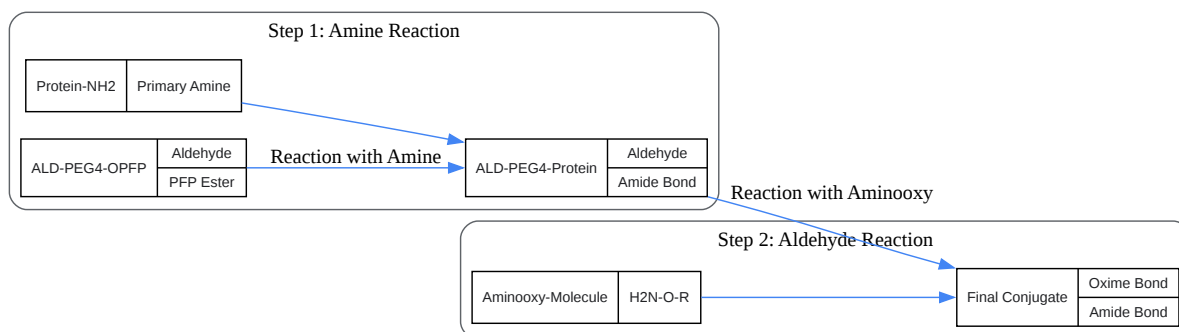 Step 1: Amine Reaction
Protein-NH2
Primary Amine
ALD-PEG4-OPFP
Aldehyde
PFP Ester
Reaction with Amine
ALD-PEG4-Protein
Aldehyde
Amide Bond
Reaction with Aminooxy
Step 2: Aldehyde Reaction
Aminooxy-Molecule
H2N-O-R
Final Conjugate
Oxime Bond
Amide Bond